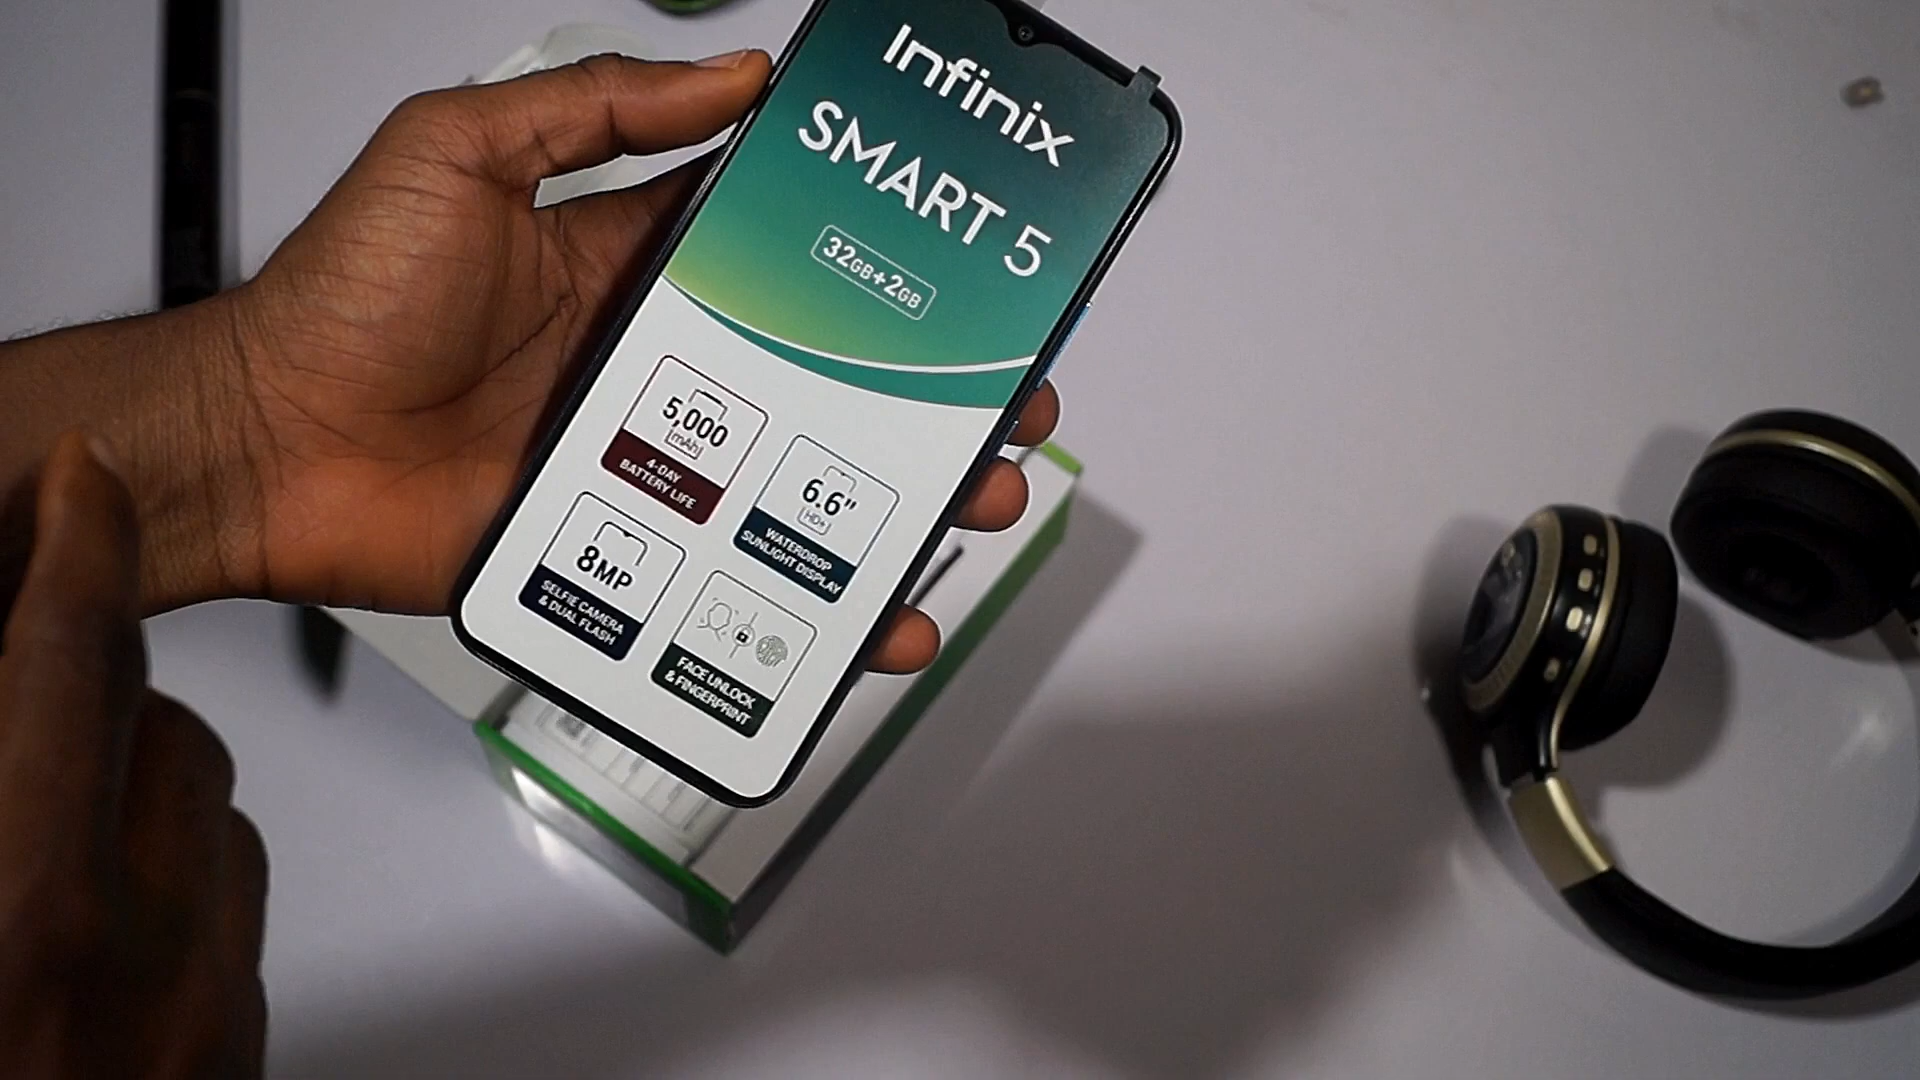 Infinix
SMART 5
32GB+2GB
5,000
mAh
4-DAY
BATTERY LIFE
6.6"
HD+
WATERDROP
SUNLIGHT DISPLAY
8MP
SELFIE CAMERA
& DUAL FLASH
FACE UNLOCK
& FINGERPRINT